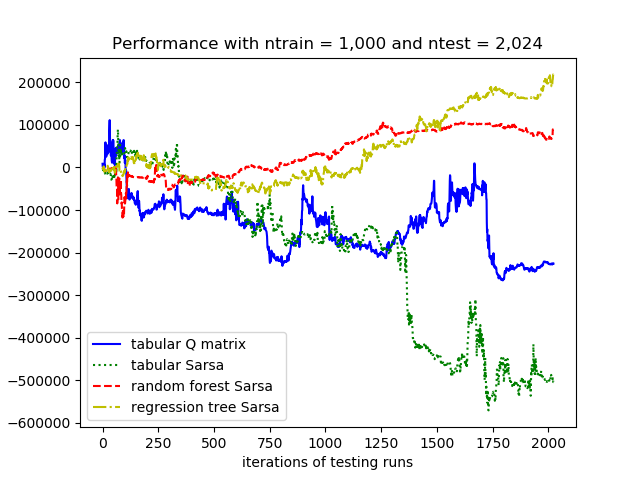 Performance with ntrain = 1,000 and ntest = 2,024
200000
100000
0
−100000
−200000
−300000
−400000
−500000
−600000
tabular Q matrix
tabular Sarsa
random forest Sarsa
regression tree Sarsa
0 250 500 750 1000 1250 1500 1750 2000
iterations of testing runs